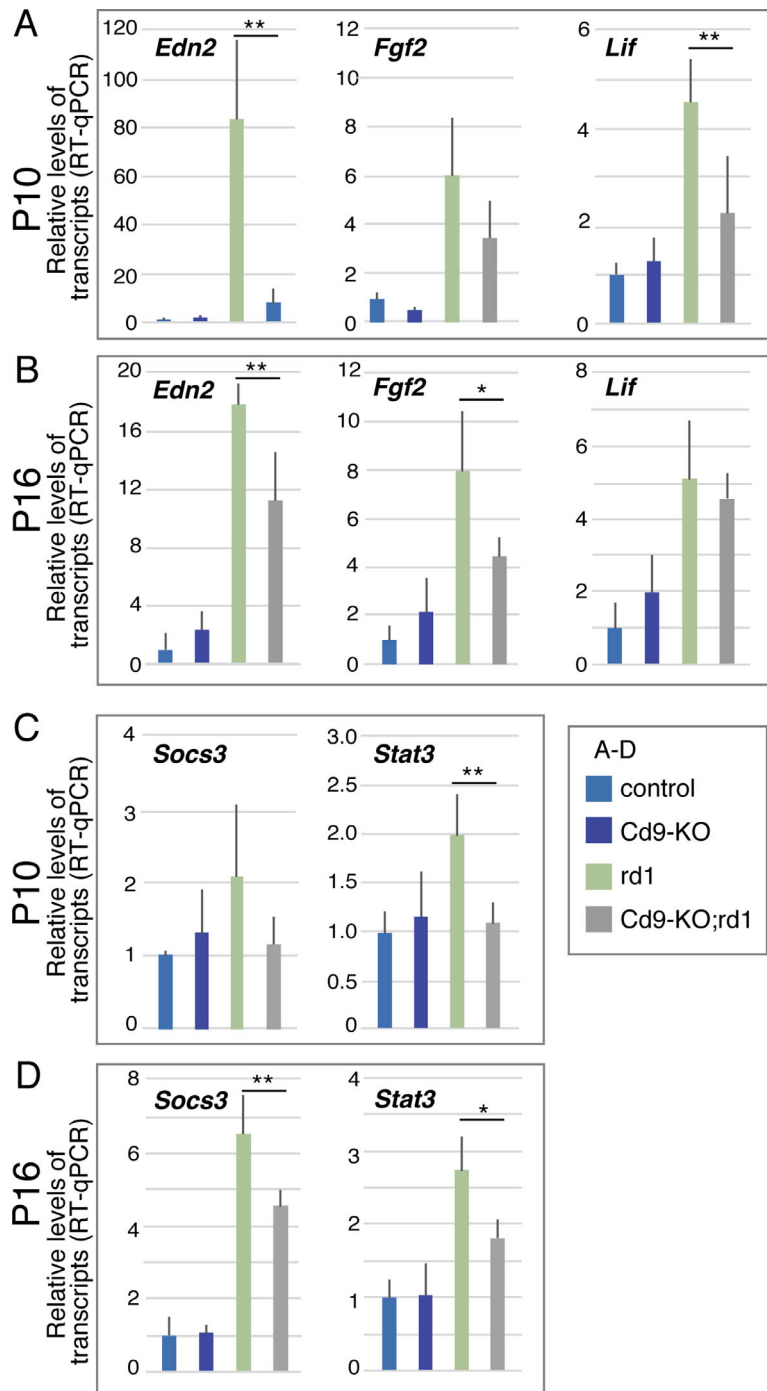 A
P10
Relative levels of
transcripts (RT-qPCR)
Edn2
**
120
100
80
60
40
20
0
Fgf2
12
10
8
6
4
2
0
Lif
**
6
4
2
0
B
P16
Relative levels of
transcripts (RT-qPCR)
Edn2
**
20
16
12
8
4
0
Fgf2
*
12
10
8
6
4
2
0
Lif
8
6
4
2
0
C
P10
Relative levels of
transcripts (RT-qPCR)
Socs3
4
3
2
1
0
Stat3
**
3.0
2.5
2.0
1.5
1.0
0.5
0
A-D
control
Cd9-KO
rd1
Cd9-KO;rd1
D
P16
Relative levels of
transcripts (RT-qPCR)
Socs3
**
8
6
4
2
0
Stat3
*
4
3
2
1
0